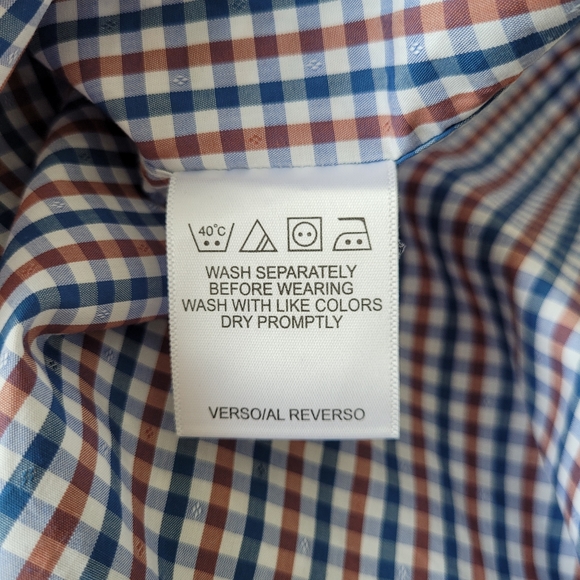 40°C
WASH SEPARATELY
BEFORE WEARING
WASH WITH LIKE COLORS
DRY PROMPTLY
VERSO/AL REVERSO